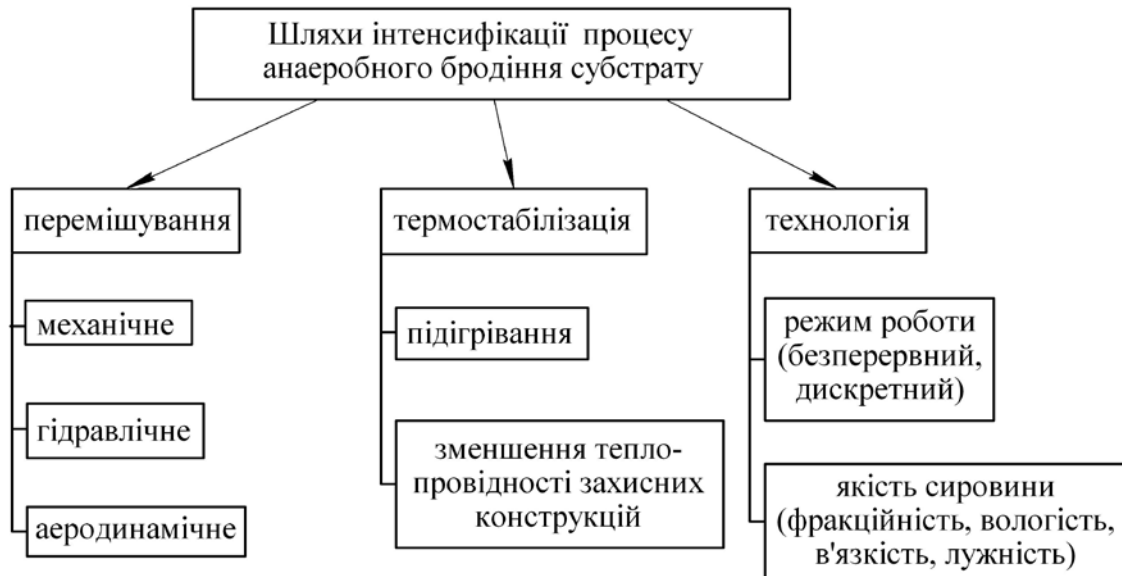 Шляхи інтенсифікації процесу
анаеробного бродіння субстрату
перемішування
механічне
гідравлічне
аеродинамічне
термостабілізація
підігрівання
зменшення тепло-
провідності захисних
конструкцій
технологія
режим роботи
(безперервний,
дискретний)
якість сировини
(фракційність, вологість,
в'язкість, лужність)